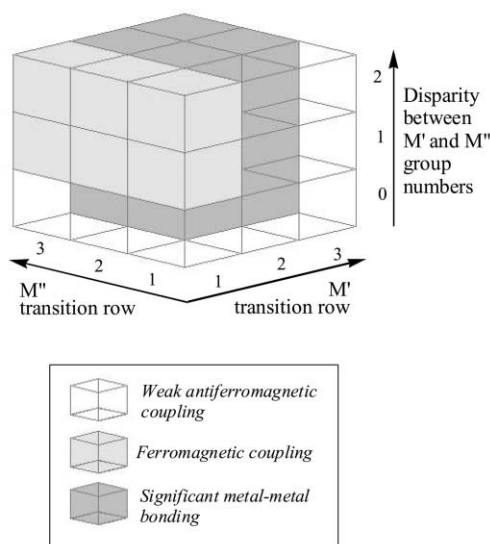 2
Disparity
between
M' and M"
group
numbers
1
0
3
2
1
1
2
3
M"
transition row
M'
transition row
Weak antiferromagnetic
coupling
Ferromagnetic coupling
Significant metal-metal
bonding